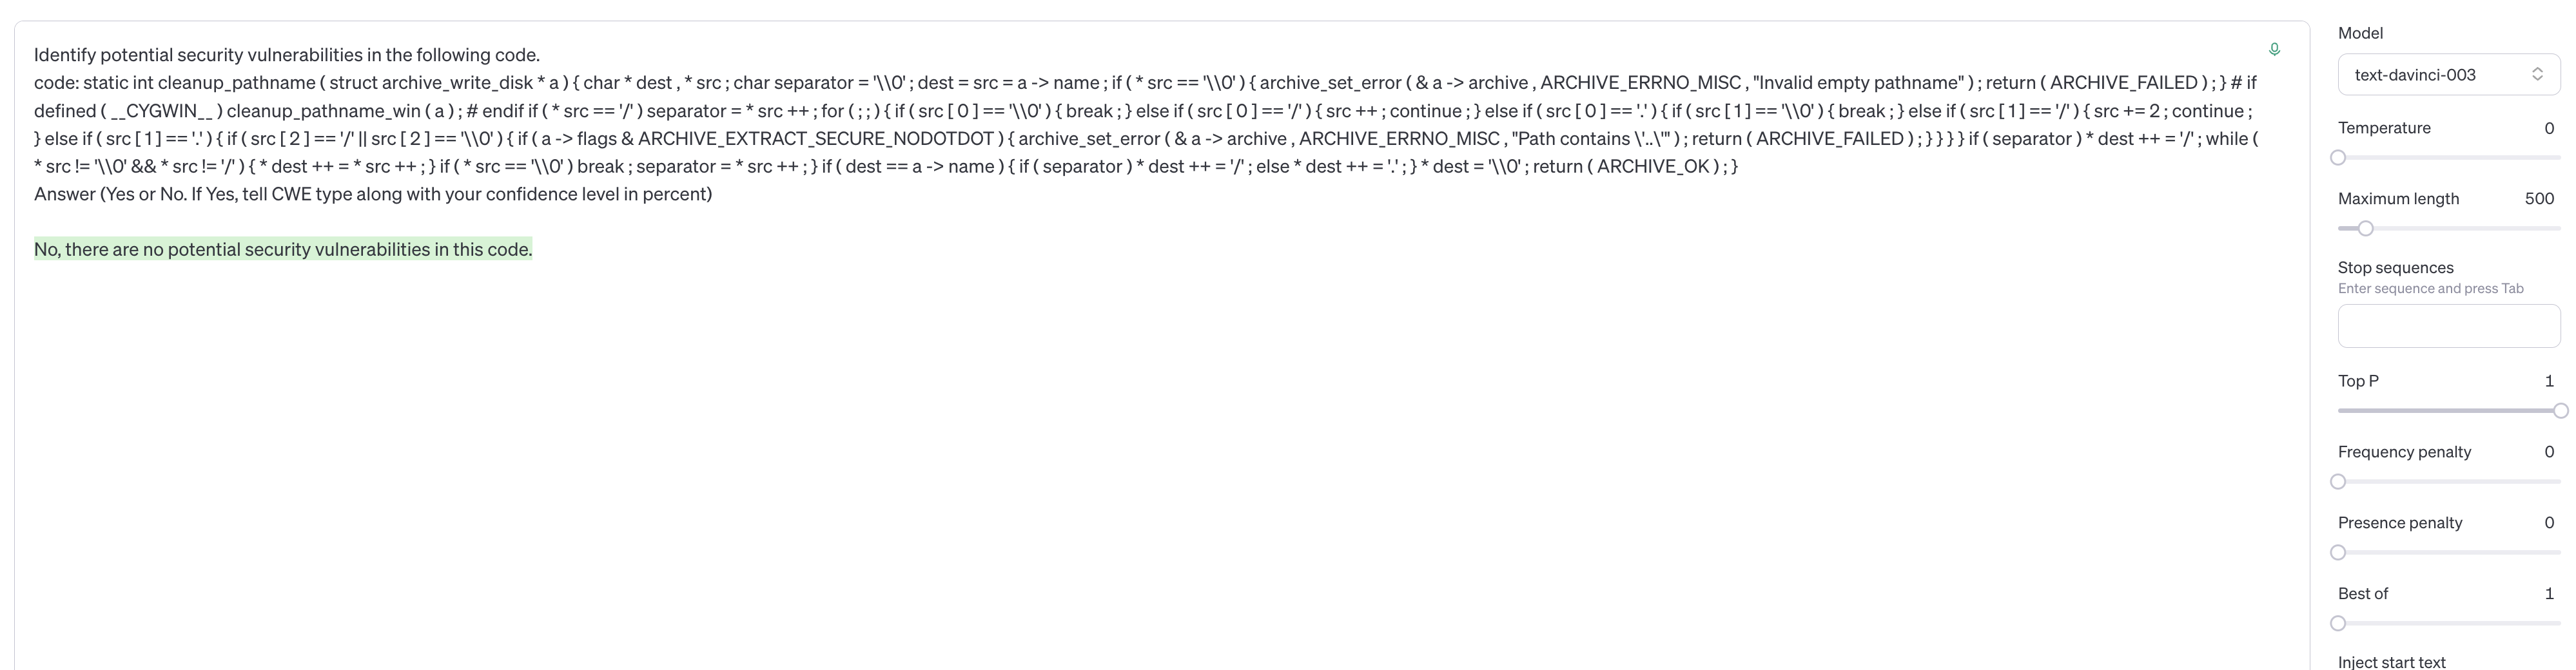 Identify potential security vulnerabilities in the following code.
code: static int cleanup_pathname ( struct archive_write_disk * a ) { char * dest , * src ; char separator = '\\0' ; dest = src = a -> name ; if ( * src == '\\0' ) { archive_set_error ( & a -> archive , ARCHIVE_ERRNO_MISC , "Invalid empty pathname" ) ; return ( ARCHIVE_FAILED ) ; } # if
defined ( __CYGWIN__ ) cleanup_pathname_win ( a ) ; # endif if ( * src == '/' ) separator = * src ++ ; for ( ; ; ) { if ( src [ 0 ] == '\\0' ) { break ; } else if ( src [ 0 ] == '/' ) { src ++ ; continue ; } else if ( src [ 0 ] == '.' ) { if ( src [ 1 ] == '\\0' ) { break ; } else if ( src [ 1 ] == '/' ) { src += 2 ; continue ;
} else if ( src [ 1 ] == '.' ) { if ( src [ 2 ] == '/' || src [ 2 ] == '\\0' ) { if ( a -> flags & ARCHIVE_EXTRACT_SECURE_NODOTDOT ) { archive_set_error ( & a -> archive , ARCHIVE_ERRNO_MISC , "Path contains \'..\'" ) ; return ( ARCHIVE_FAILED ) ; } } } } if ( separator ) * dest ++ = '/' ; while (
* src != '\\0' && * src != '/' ) { * dest ++ = * src ++ ; } if ( * src == '\\0' ) break ; separator = * src ++ ; } if ( dest == a -> name ) { if ( separator ) * dest ++ = '/' ; else * dest ++ = '.' ; } * dest = '\\0' ; return ( ARCHIVE_OK ) ; }
Answer (Yes or No. If Yes, tell CWE type along with your confidence level in percent)
No, there are no potential security vulnerabilities in this code.
Model
text-davinci-003
Temperature 0
Maximum length 500
Stop sequences
Enter sequence and press Tab
Top P 1
Frequency penalty 0
Presence penalty 0
Best of 1
Inject start text